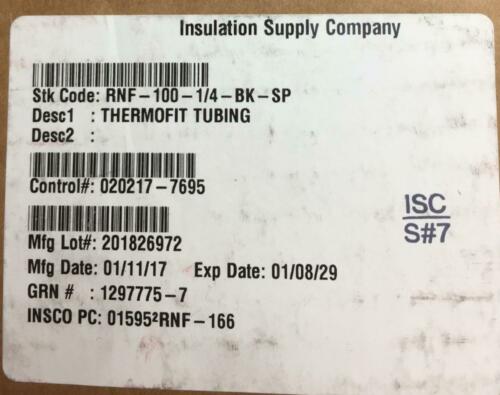 Insulation Supply Company
Stk Code: RNF-100-1/4-BK-SP
Desc1 : THERMOFIT TUBING
Desc2 :
Control#: 020217-7695
ISC
S#7
Mfg Lot#: 201826972
Mfg Date: 01/11/17 Exp Date: 01/08/29
GRN # : 1297775-7
INSCO PC: 01595²RNF-166